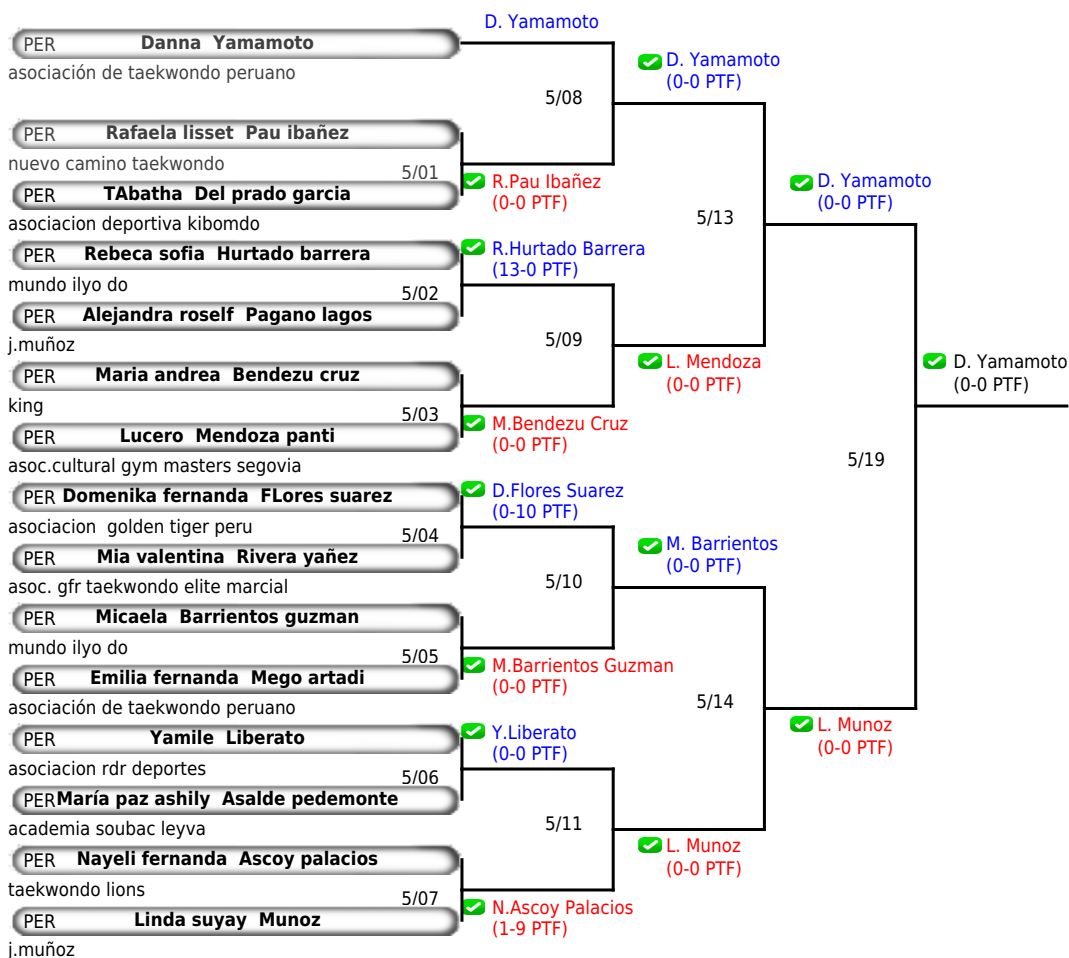 D. Yamamoto
PER Danna Yamamoto
asociación de taekwondo peruano
D. Yamamoto
(0-0 PTF)
5/08
PER Rafaela lisset Pau ibañez
nuevo camino taekwondo
5/01
R.Pau Ibañez
(0-0 PTF)
PER TAbatha Del prado garcia
asociacion deportiva kibomdo
D. Yamamoto
(0-0 PTF)
5/13
PER Rebeca sofia Hurtado barrera
mundo ilyo do
R.Hurtado Barrera
(13-0 PTF)
5/02
PER Alejandra roself Pagano lagos
j.muñoz
5/09
L. Mendoza
(0-0 PTF)
D. Yamamoto
(0-0 PTF)
PER Maria andrea Bendezu cruz
king
5/03
M.Bendezu Cruz
(0-0 PTF)
PER Lucero Mendoza panti
asoc.cultural gym masters segovia
5/19
PER Domenika fernanda FLores suarez
asociacion golden tiger peru
D.Flores Suarez
(0-10 PTF)
5/04
PER Mia valentina Rivera yañez
asoc. gfr taekwondo elite marcial
M. Barrientos
(0-0 PTF)
5/10
PER Micaela Barrientos guzman
mundo ilyo do
5/05
M.Barrientos Guzman
(0-0 PTF)
PER Emilia fernanda Mego artadi
asociación de taekwondo peruano
5/14
L. Munoz
(0-0 PTF)
PER Yamile Liberato
asociacion rdr deportes
Y.Liberato
(0-0 PTF)
5/06
PER María paz ashily Asalde pedemonte
academia soubac leyva
5/11
L. Munoz
(0-0 PTF)
PER Nayeli fernanda Ascoy palacios
taekwondo lions
5/07
N.Ascoy Palacios
(1-9 PTF)
PER Linda suyay Munoz
j.muñoz